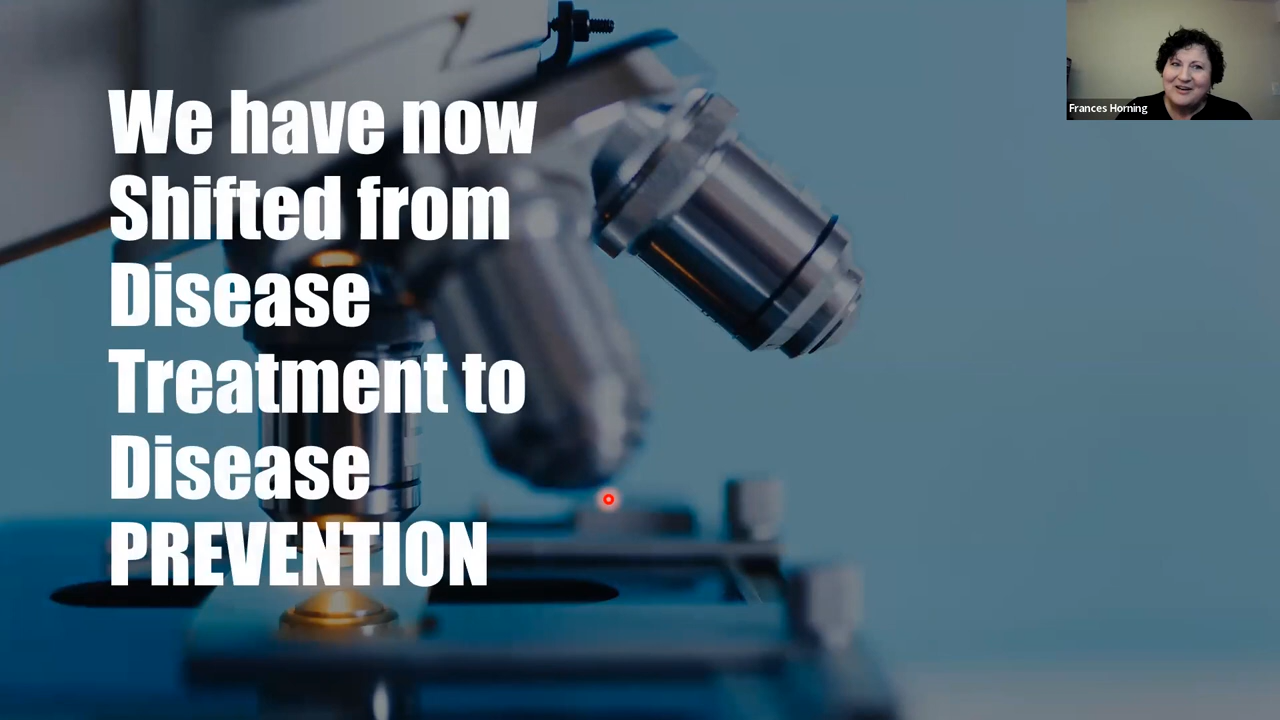 We have now
Shifted from
Disease
Treatment to
Disease
PREVENTION
Frances Horning